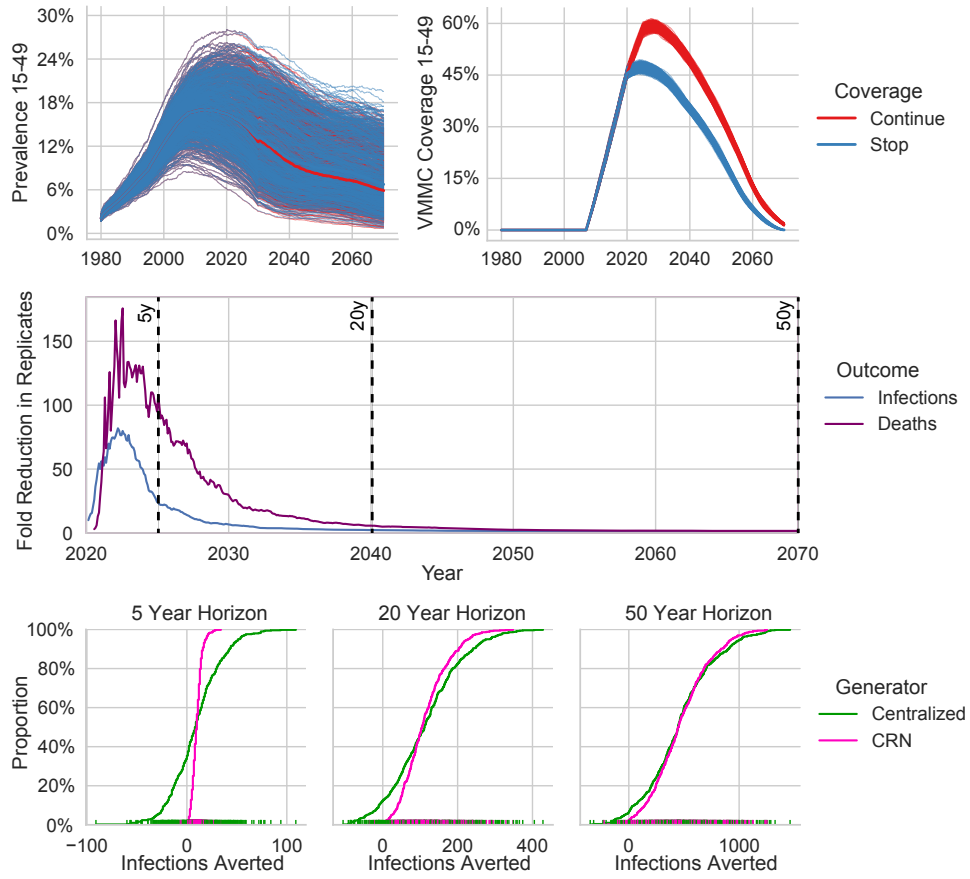 30%
24%
18%
12%
6%
0%
Prevalence 15-49
1980 2000 2020 2040 2060
60%
45%
30%
15%
0%
VMMC Coverage 15-49
1980 2000 2020 2040 2060
Coverage
Continue
Stop
150
100
50
0
Fold Reduction in Replicates
5y
20y
50y
2020 2030 2040 2050 2060 2070
Year
Outcome
Infections
Deaths
5 Year Horizon
20 Year Horizon
50 Year Horizon
100%
80%
60%
40%
20%
0%
Proportion
−100 0 100
Infections Averted
0 200 400
Infections Averted
0 1000
Infections Averted
Generator
Centralized
CRN